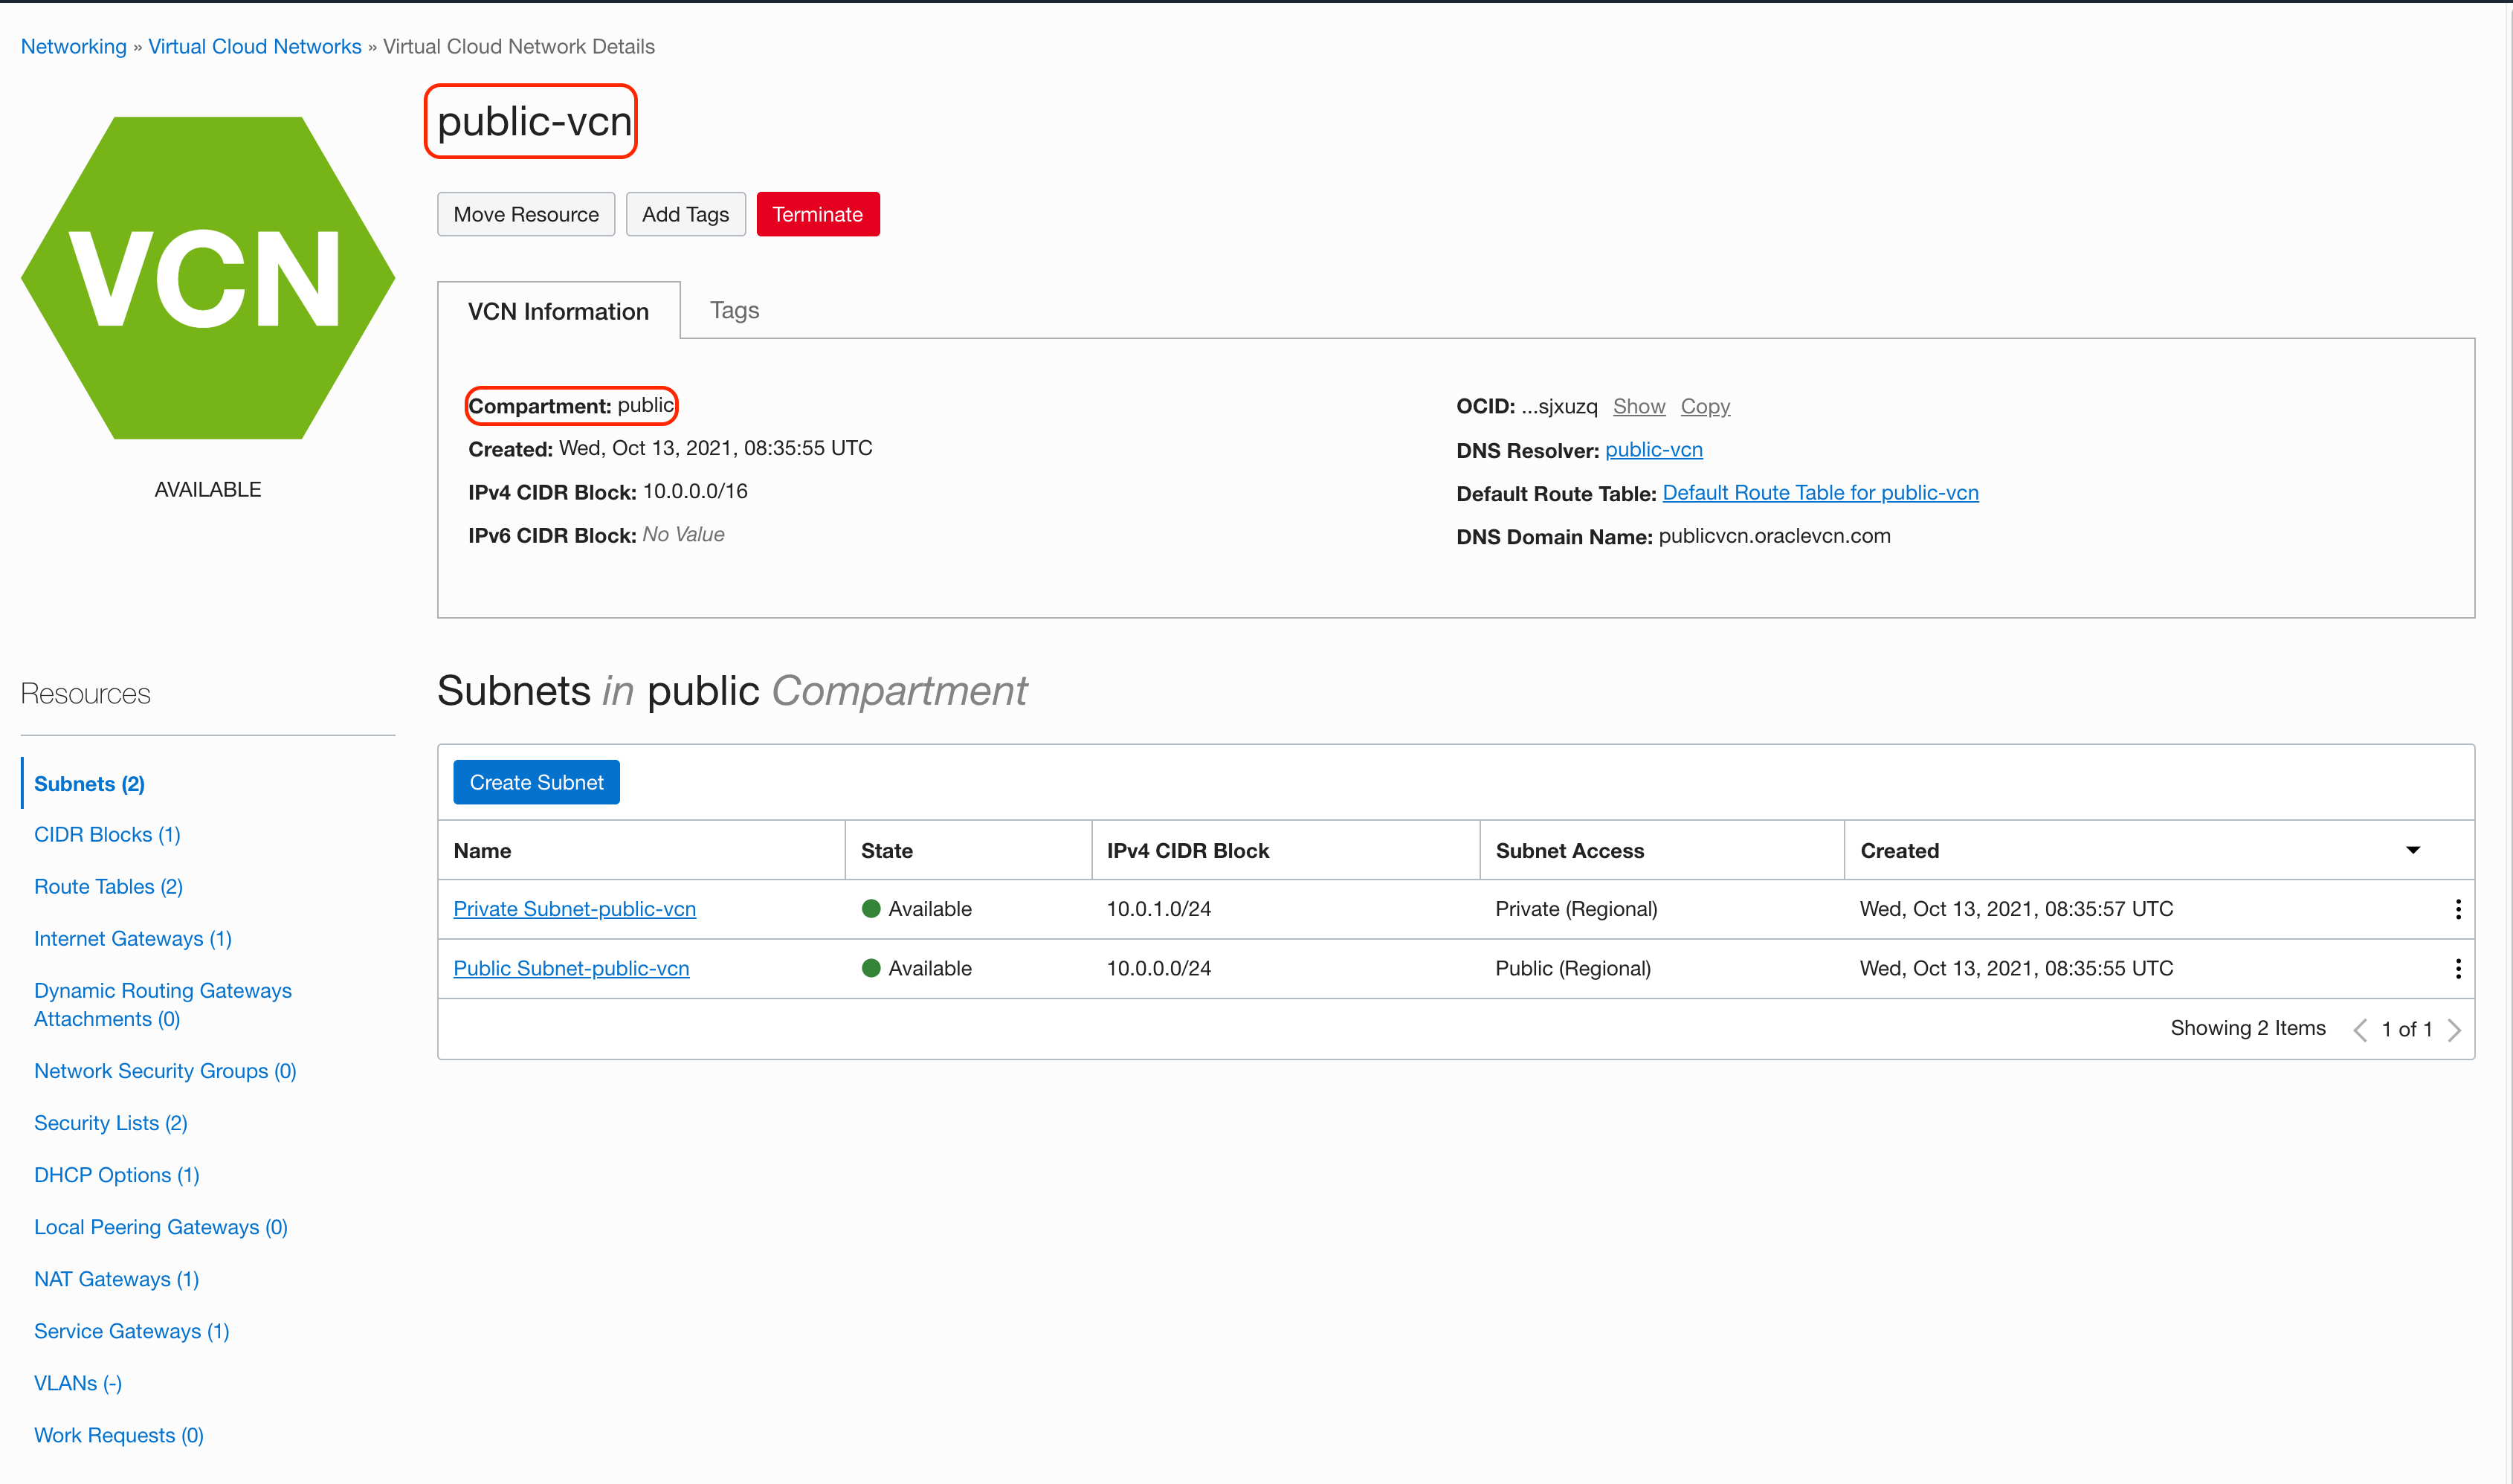 Networking » Virtual Cloud Networks » Virtual Cloud Network Details
VCN
AVAILABLE
public-vcn
Move Resource Add Tags Terminate
VCN Information Tags
Compartment: public
Created: Wed, Oct 13, 2021, 08:35:55 UTC
IPv4 CIDR Block: 10.0.0.0/16
IPv6 CIDR Block: No Value
OCID: ...sjxuzq Show Copy
DNS Resolver: public-vcn
Default Route Table: Default Route Table for public-vcn
DNS Domain Name: publicvcn.oraclevcn.com
Resources
Subnets (2)
CIDR Blocks (1)
Route Tables (2)
Internet Gateways (1)
Dynamic Routing Gateways
Attachments (0)
Network Security Groups (0)
Security Lists (2)
DHCP Options (1)
Local Peering Gateways (0)
NAT Gateways (1)
Service Gateways (1)
VLANs (-)
Work Requests (0)
Subnets in public Compartment
Create Subnet
Name State IPv4 CIDR Block Subnet Access Created
Private Subnet-public-vcn Available 10.0.1.0/24 Private (Regional) Wed, Oct 13, 2021, 08:35:57 UTC
Public Subnet-public-vcn Available 10.0.0.0/24 Public (Regional) Wed, Oct 13, 2021, 08:35:55 UTC
Showing 2 Items 1 of 1